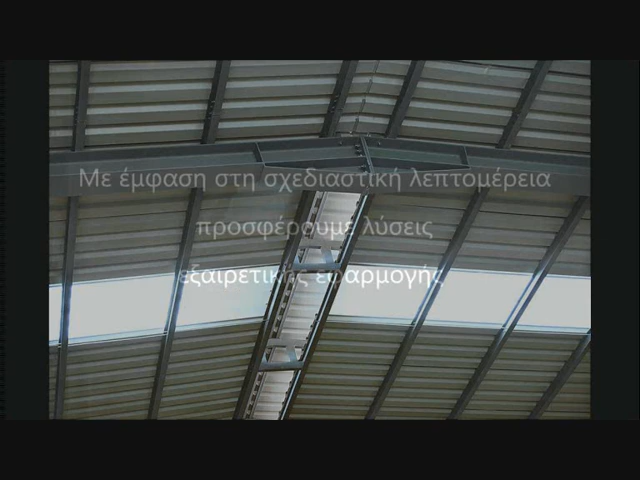 Με έμφαση στη σχεδιαστική λεπτομέρεια
προσφέρουμε λύσεις
εξαιρετικής εφαρμογής